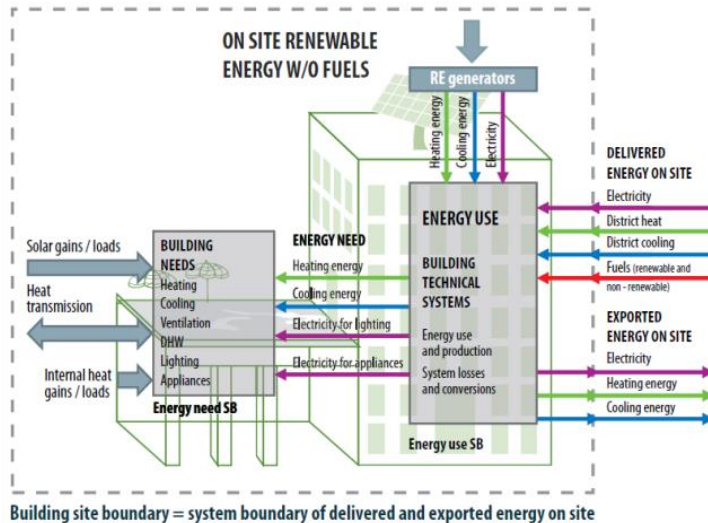 ON SITE RENEWABLE
ENERGY W/O FUELS
RE generators
Heating energy
Cooling energy
Electricity
DELIVERED
ENERGY ON SITE
Electricity
District heat
District cooling
Fuels (renewable and
non - renewable)
ENERGY USE
BUILDING
TECHNICAL
SYSTEMS
Energy use
and production
System losses
and conversions
Energy use SB
ENERGY NEED
Heating energy
Cooling energy
Electricity for lighting
Electricity for appliances
BUILDING
NEEDS
Heating
Cooling
Ventilation
DHW
Lighting
Appliances
Energy need SB
Solar gains / loads
Heat
transmission
Internal heat
gains / loads
EXPORTED
ENERGY ON SITE
Electricity
Heating energy
Cooling energy
Building site boundary = system boundary of delivered and exported energy on site